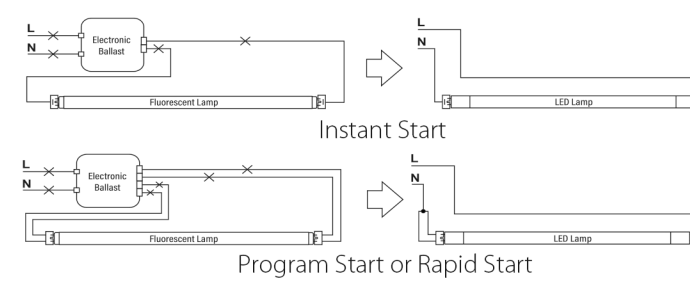 L
N
Electronic
Ballast
Fluorescent Lamp
L
N
LED Lamp
Instant Start
L
N
Electronic
Ballast
Fluorescent Lamp
L
N
LED Lamp
Program Start or Rapid Start